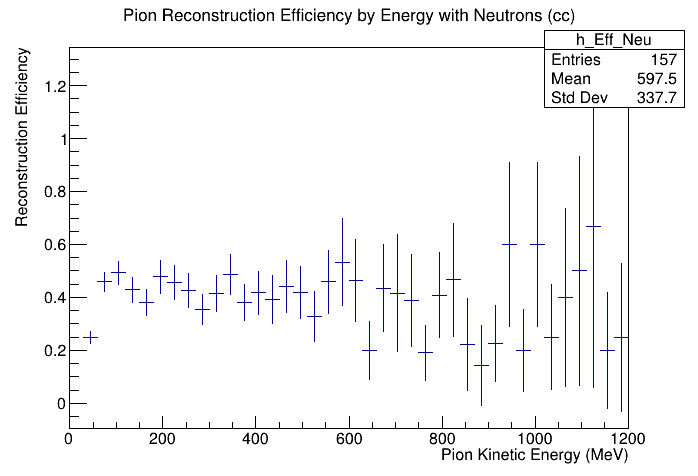 Pion Reconstruction Efficiency by Energy with Neutrons (cc)
h_Eff_Neu
Entries 157
Mean 597.5
Std Dev 337.7
Reconstruction Efficiency
1.2
1
0.8
0.6
0.4
0.2
0
0 200 400 600 800 1000 1200
Pion Kinetic Energy (MeV)